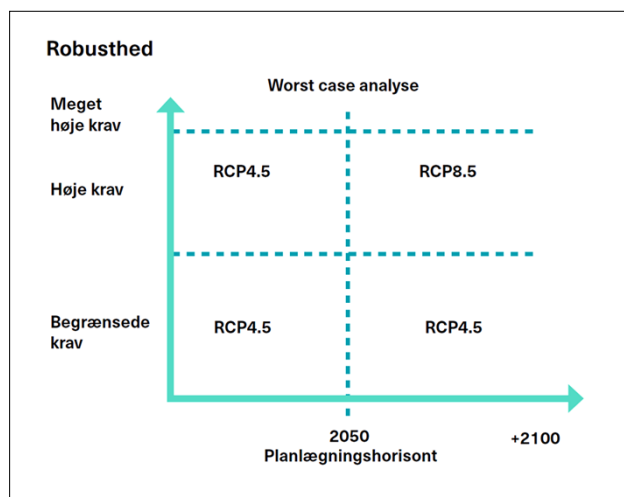 Robusthed
Worst case analyse
Meget
høje krav
RCP4.5
RCP8.5
Høje krav
Begrænsede
krav
RCP4.5
RCP4.5
2050
+2100
Planlægningshorisont